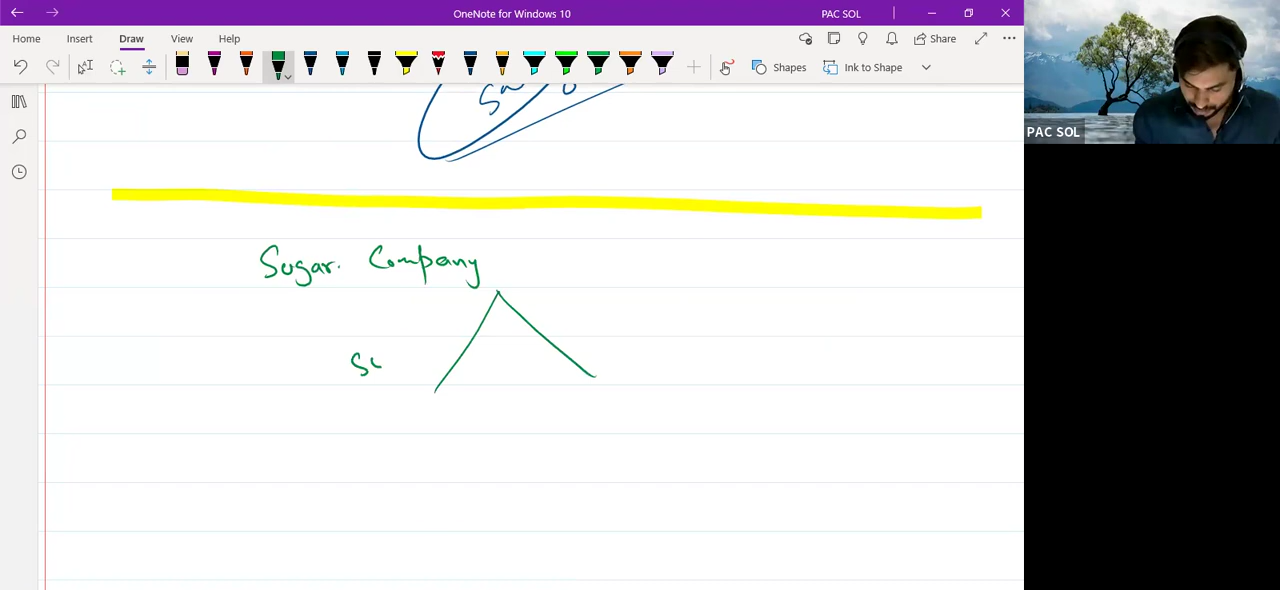 OneNote for Windows 10
PAC SOL
Home Insert Draw View Help
Share
Shapes
Ink to Shape
PAC SOL
Sugar. Company